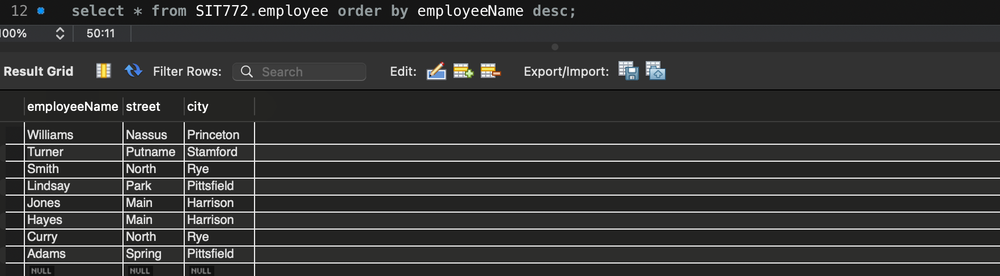 12 select * from SIT772.employee order by employeeName desc;
100% 50:11
Result Grid Filter Rows: Search Edit: Export/Import:
employeeName street city
Williams Nassus Princeton
Turner Putname Stamford
Smith North Rye
Lindsay Park Pittsfield
Jones Main Harrison
Hayes Main Harrison
Curry North Rye
Adams Spring Pittsfield
NULL NULL NULL